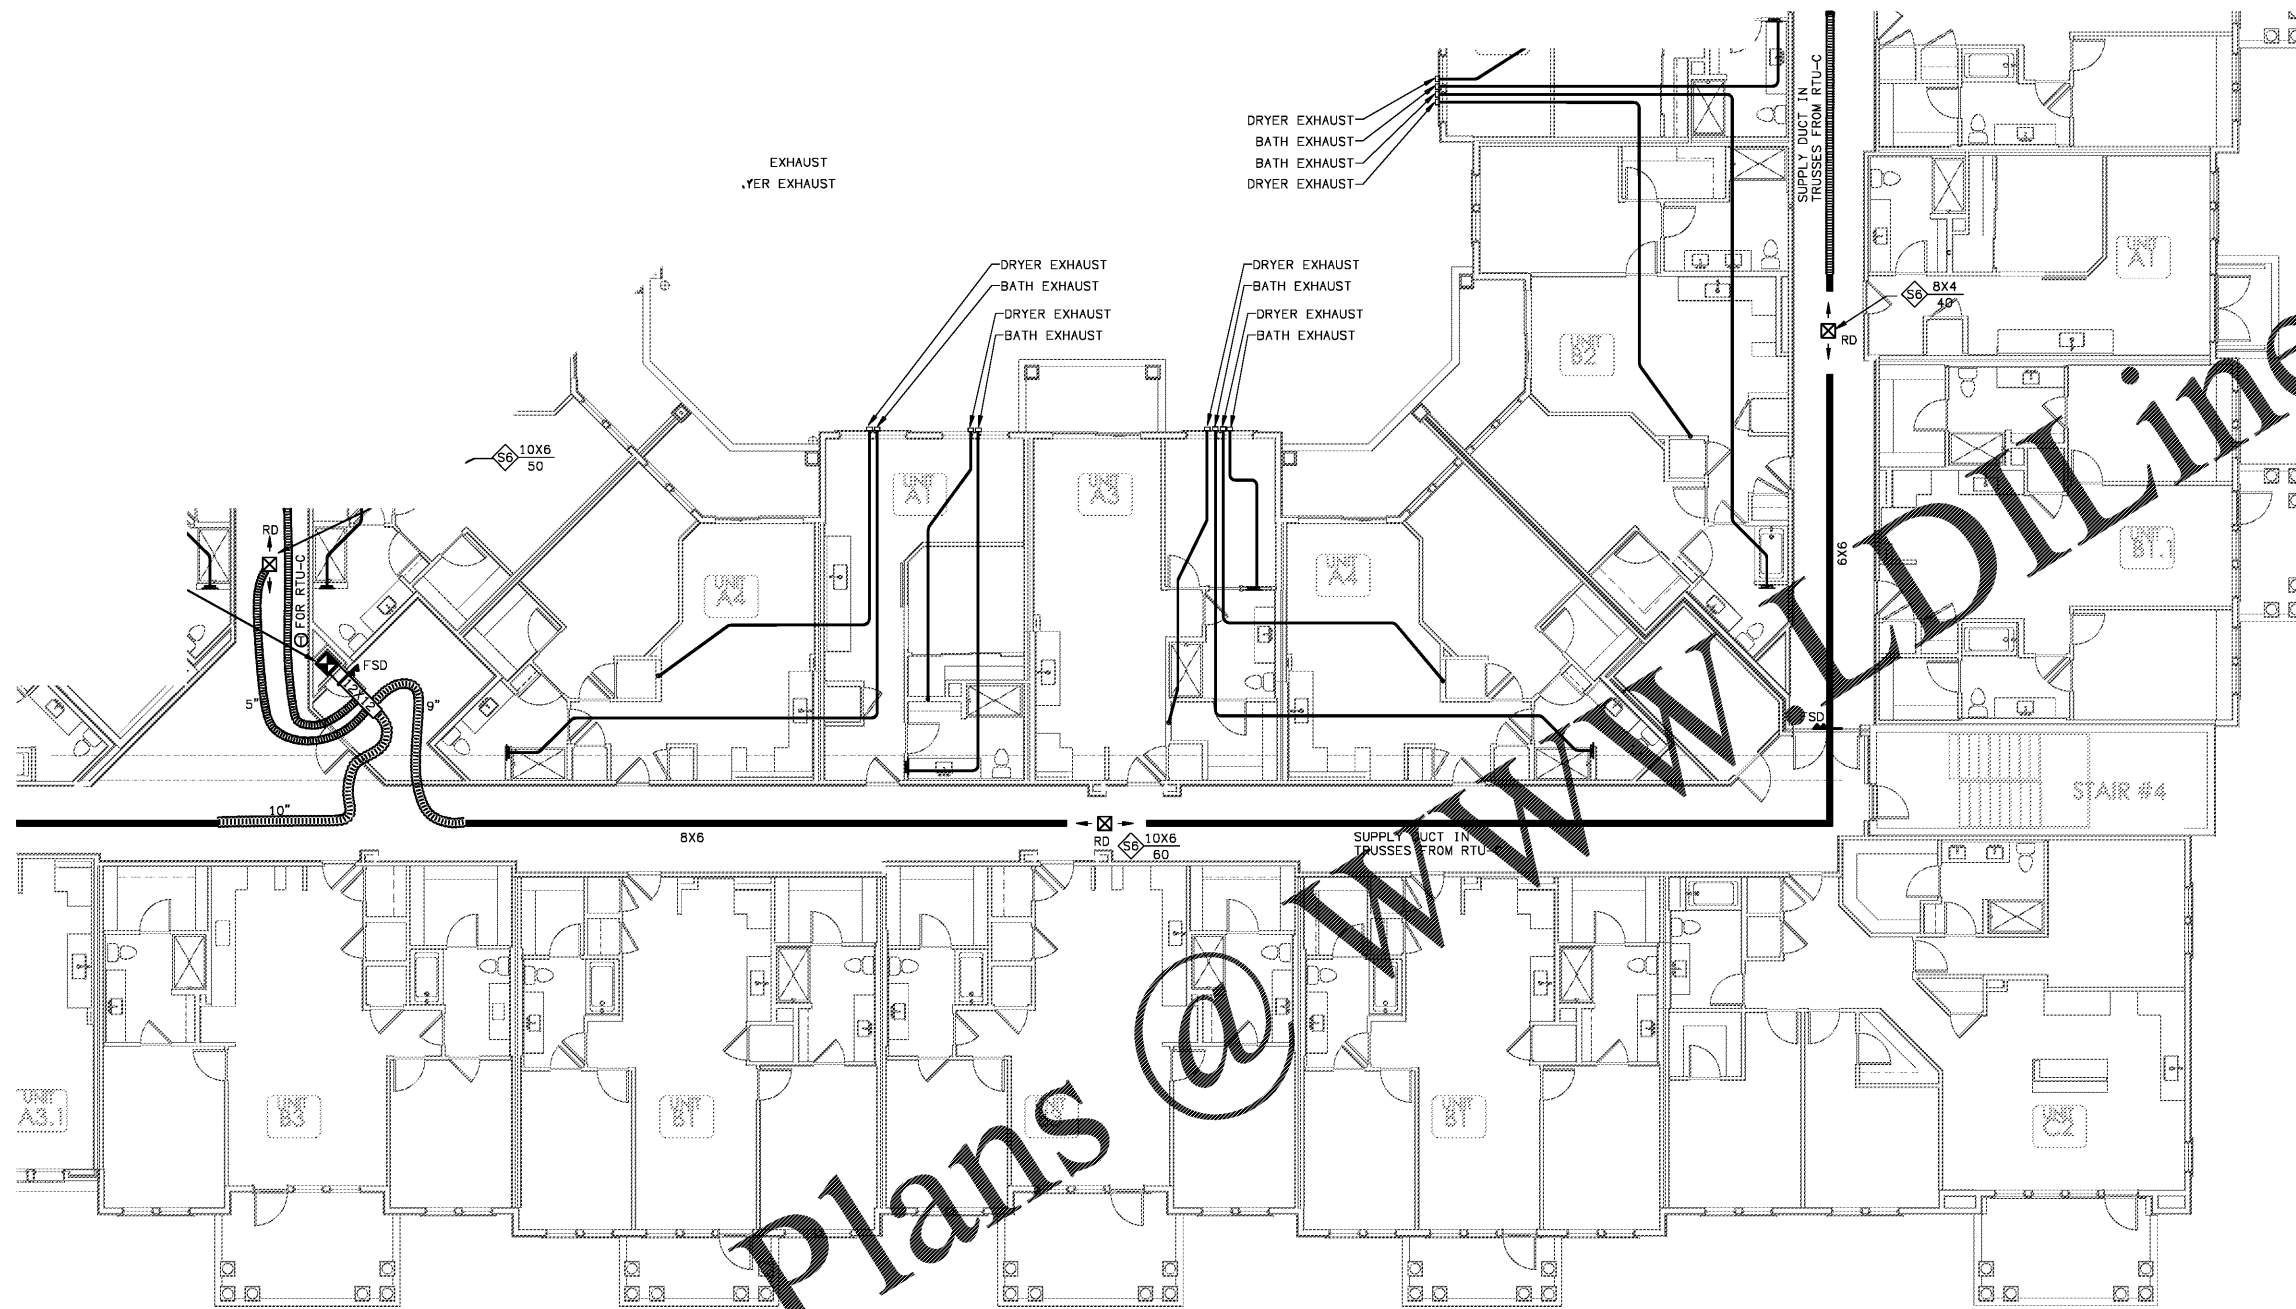 SUPPLY DUCT IN
TRUSSES FROM RTU-C
DRYER EXHAUST
BATH EXHAUST
BATH EXHAUST
DRYER EXHAUST
EXHAUST
YER EXHAUST
DRYER EXHAUST
BATH EXHAUST
DRYER EXHAUST
BATH EXHAUST
DRYER EXHAUST
BATH EXHAUST
DRYER EXHAUST
BATH EXHAUST
UNIT
A1
S6 8X4
40
RD
UNIT
B2
S6 10X6
50
UNIT
A1
UNIT
A3
RD
FOR RTU-C
UNIT
A4
UNIT
A4
6X6
UNIT
B1.1
FSD
12X12
5"
9"
FSD
10"
8X6
RD
S6 10X6
60
SUPPLY DUCT IN
TRUSSES FROM RTU-
STAIR #4
UNIT
A3.1
UNIT
B3
UNIT
B1
UNIT
B1
UNIT
C2
Plans @ WWW LDILine